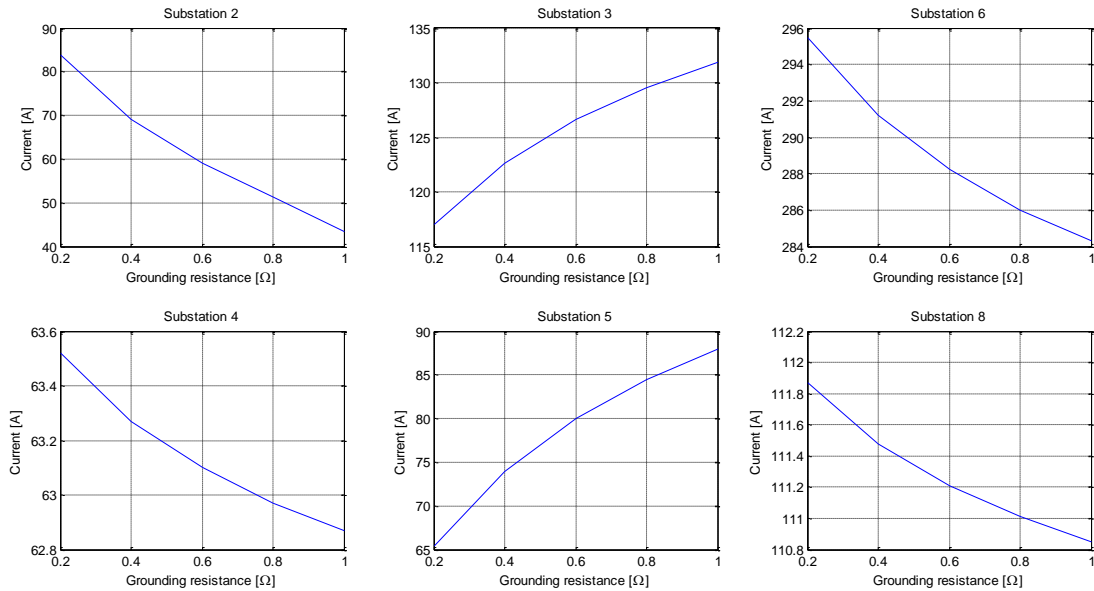 Substation 2
90
80
70
60
50
40
Current [A]
0.2 0.4 0.6 0.8 1
Grounding resistance [Ω]
Substation 3
135
130
125
120
115
Current [A]
0.2 0.4 0.6 0.8 1
Grounding resistance [Ω]
Substation 6
296
294
292
290
288
286
284
Current [A]
0.2 0.4 0.6 0.8 1
Grounding resistance [Ω]
Substation 4
63.6
63.4
63.2
63
62.8
Current [A]
0.2 0.4 0.6 0.8 1
Grounding resistance [Ω]
Substation 5
90
85
80
75
70
65
Current [A]
0.2 0.4 0.6 0.8 1
Grounding resistance [Ω]
Substation 8
112.2
112
111.8
111.6
111.4
111.2
111
110.8
Current [A]
0.2 0.4 0.6 0.8 1
Grounding resistance [Ω]